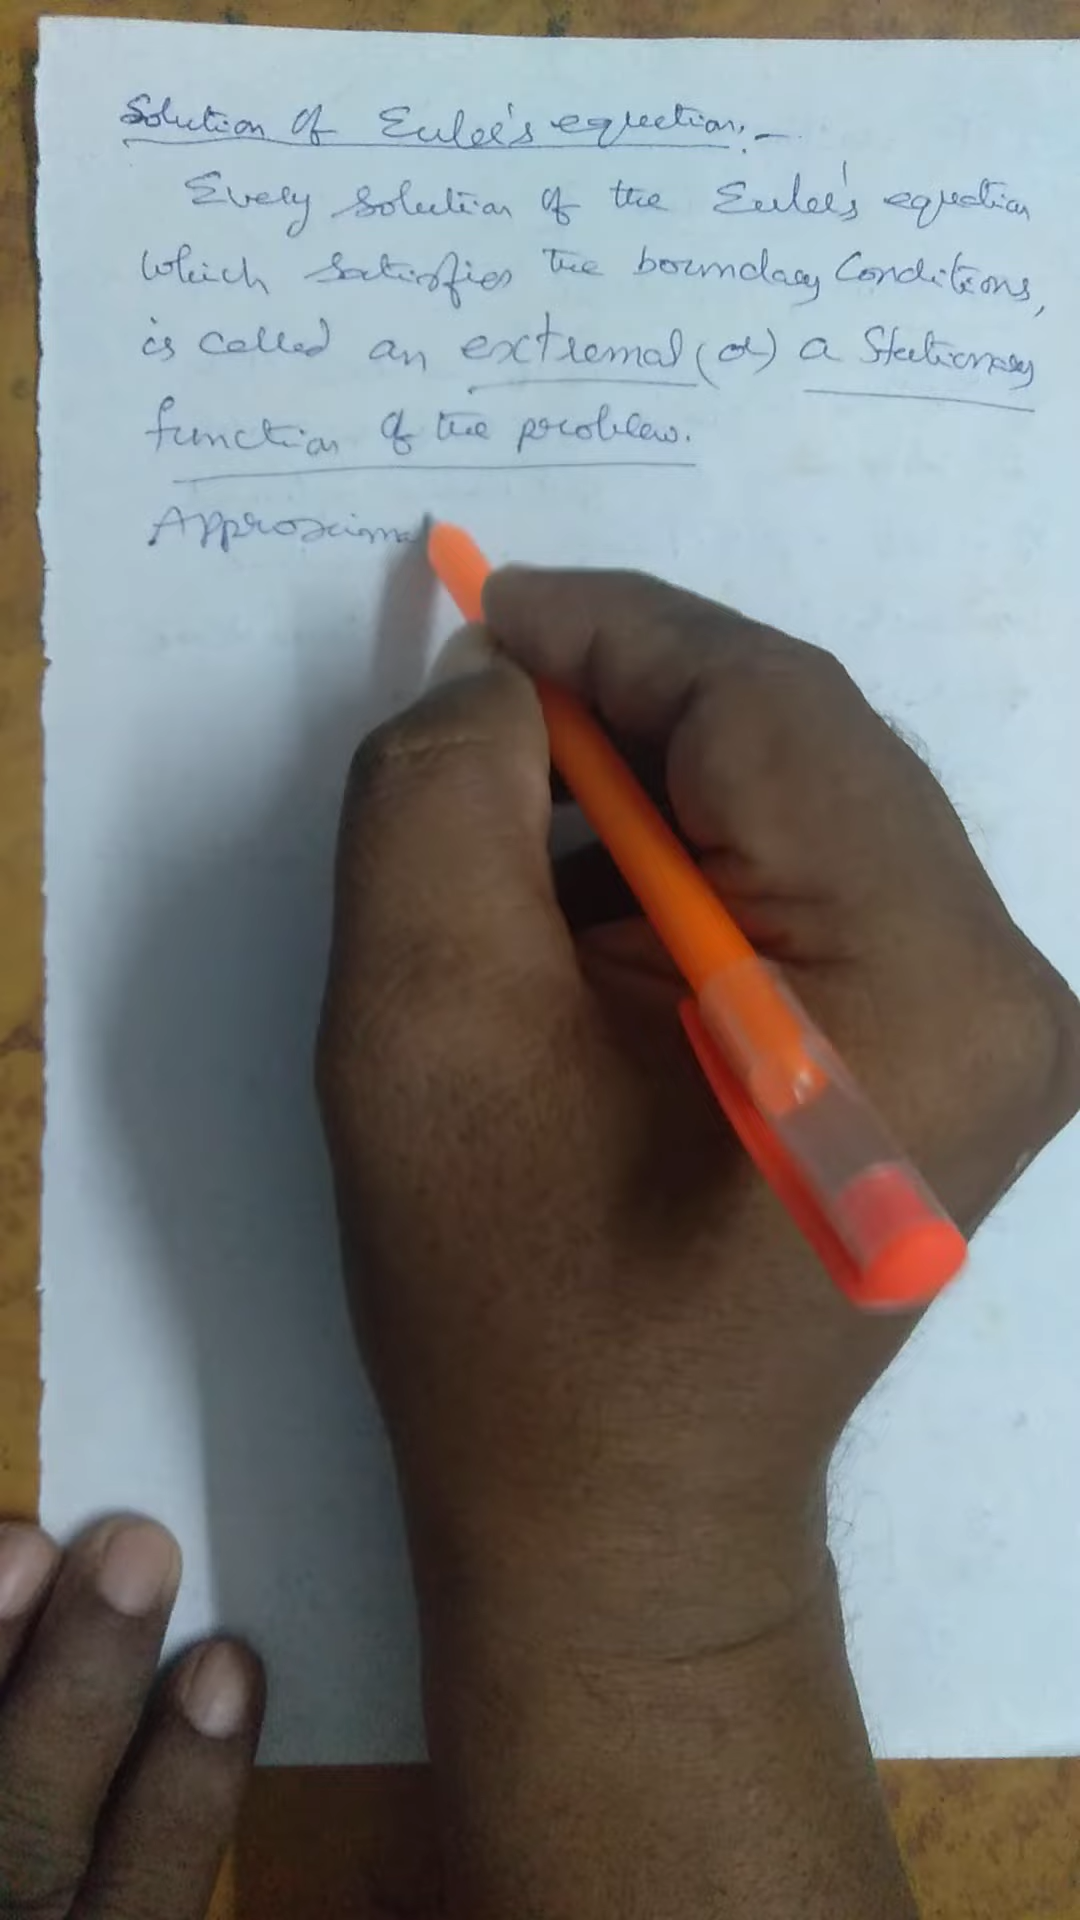 Solution of Euler's equation:-
Every solution of the Euler's equation
which satisfies the boundary Conditions,
is called an extremal (or) a Stationary
function of the problem.
Approxima